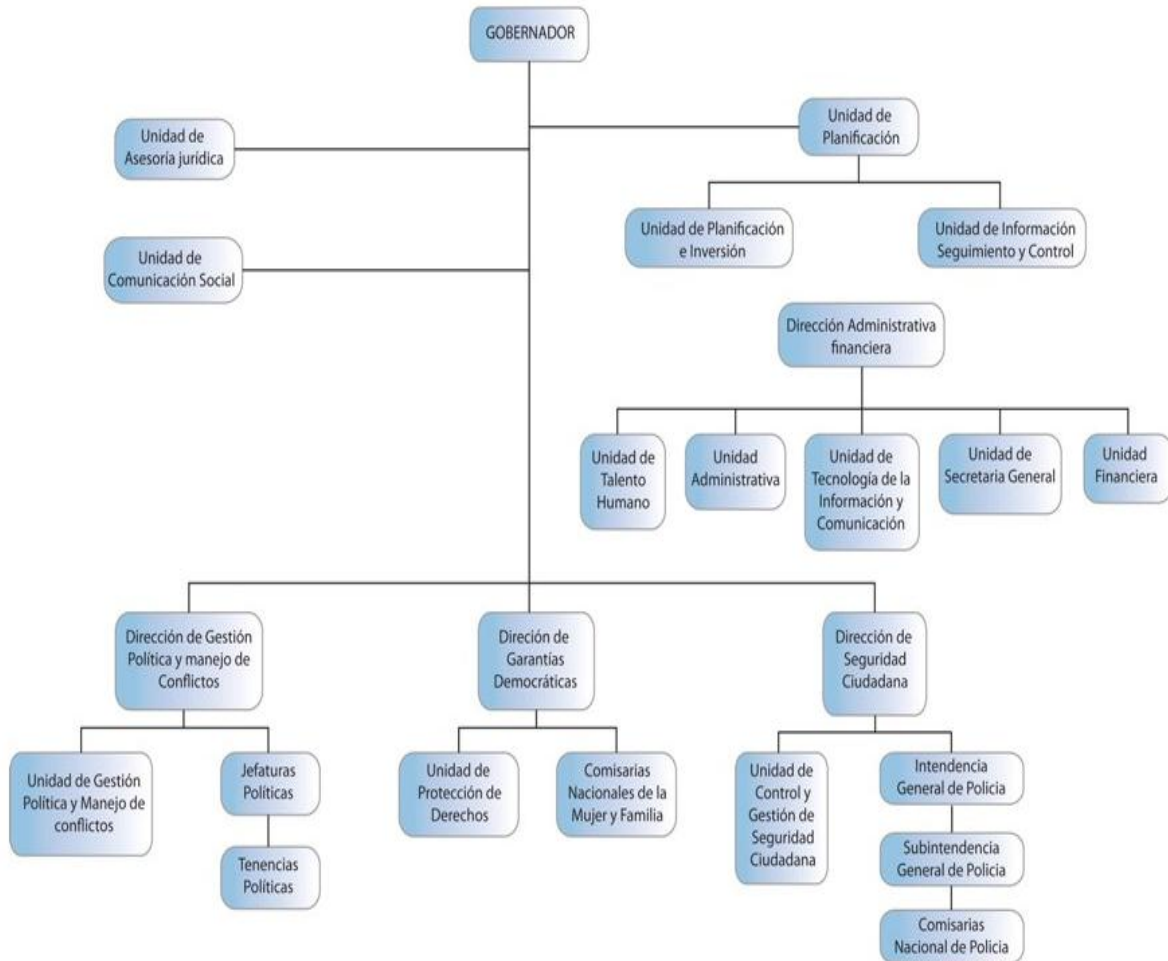 GOBERNADOR
Unidad de
Planificación
Unidad de
Asesoría jurídica
Unidad de Planificación
e Inversión
Unidad de Información
Seguimiento y Control
Unidad de
Comunicación Social
Dirección Administrativa
financiera
Unidad de
Talento
Humano
Unidad
Administrativa
Unidad de
Tecnología de la
Información y
Comunicación
Unidad de
Secretaria General
Unidad
Financiera
Dirección de Gestión
Política y manejo de
Conflictos
Direción de
Garantías
Democráticas
Dirección de
Seguridad
Ciudadana
Unidad de Gestión
Política y Manejo de
conflictos
Jefaturas
Políticas
Tenencias
Políticas
Unidad de
Protección de
Derechos
Comisarias
Nacionales de la
Mujer y Familia
Unidad de
Control y
Gestión de
Seguridad
Ciudadana
Intendencia
General de Policia
Subintendencia
General de Policia
Comisarias
Nacional de Policia